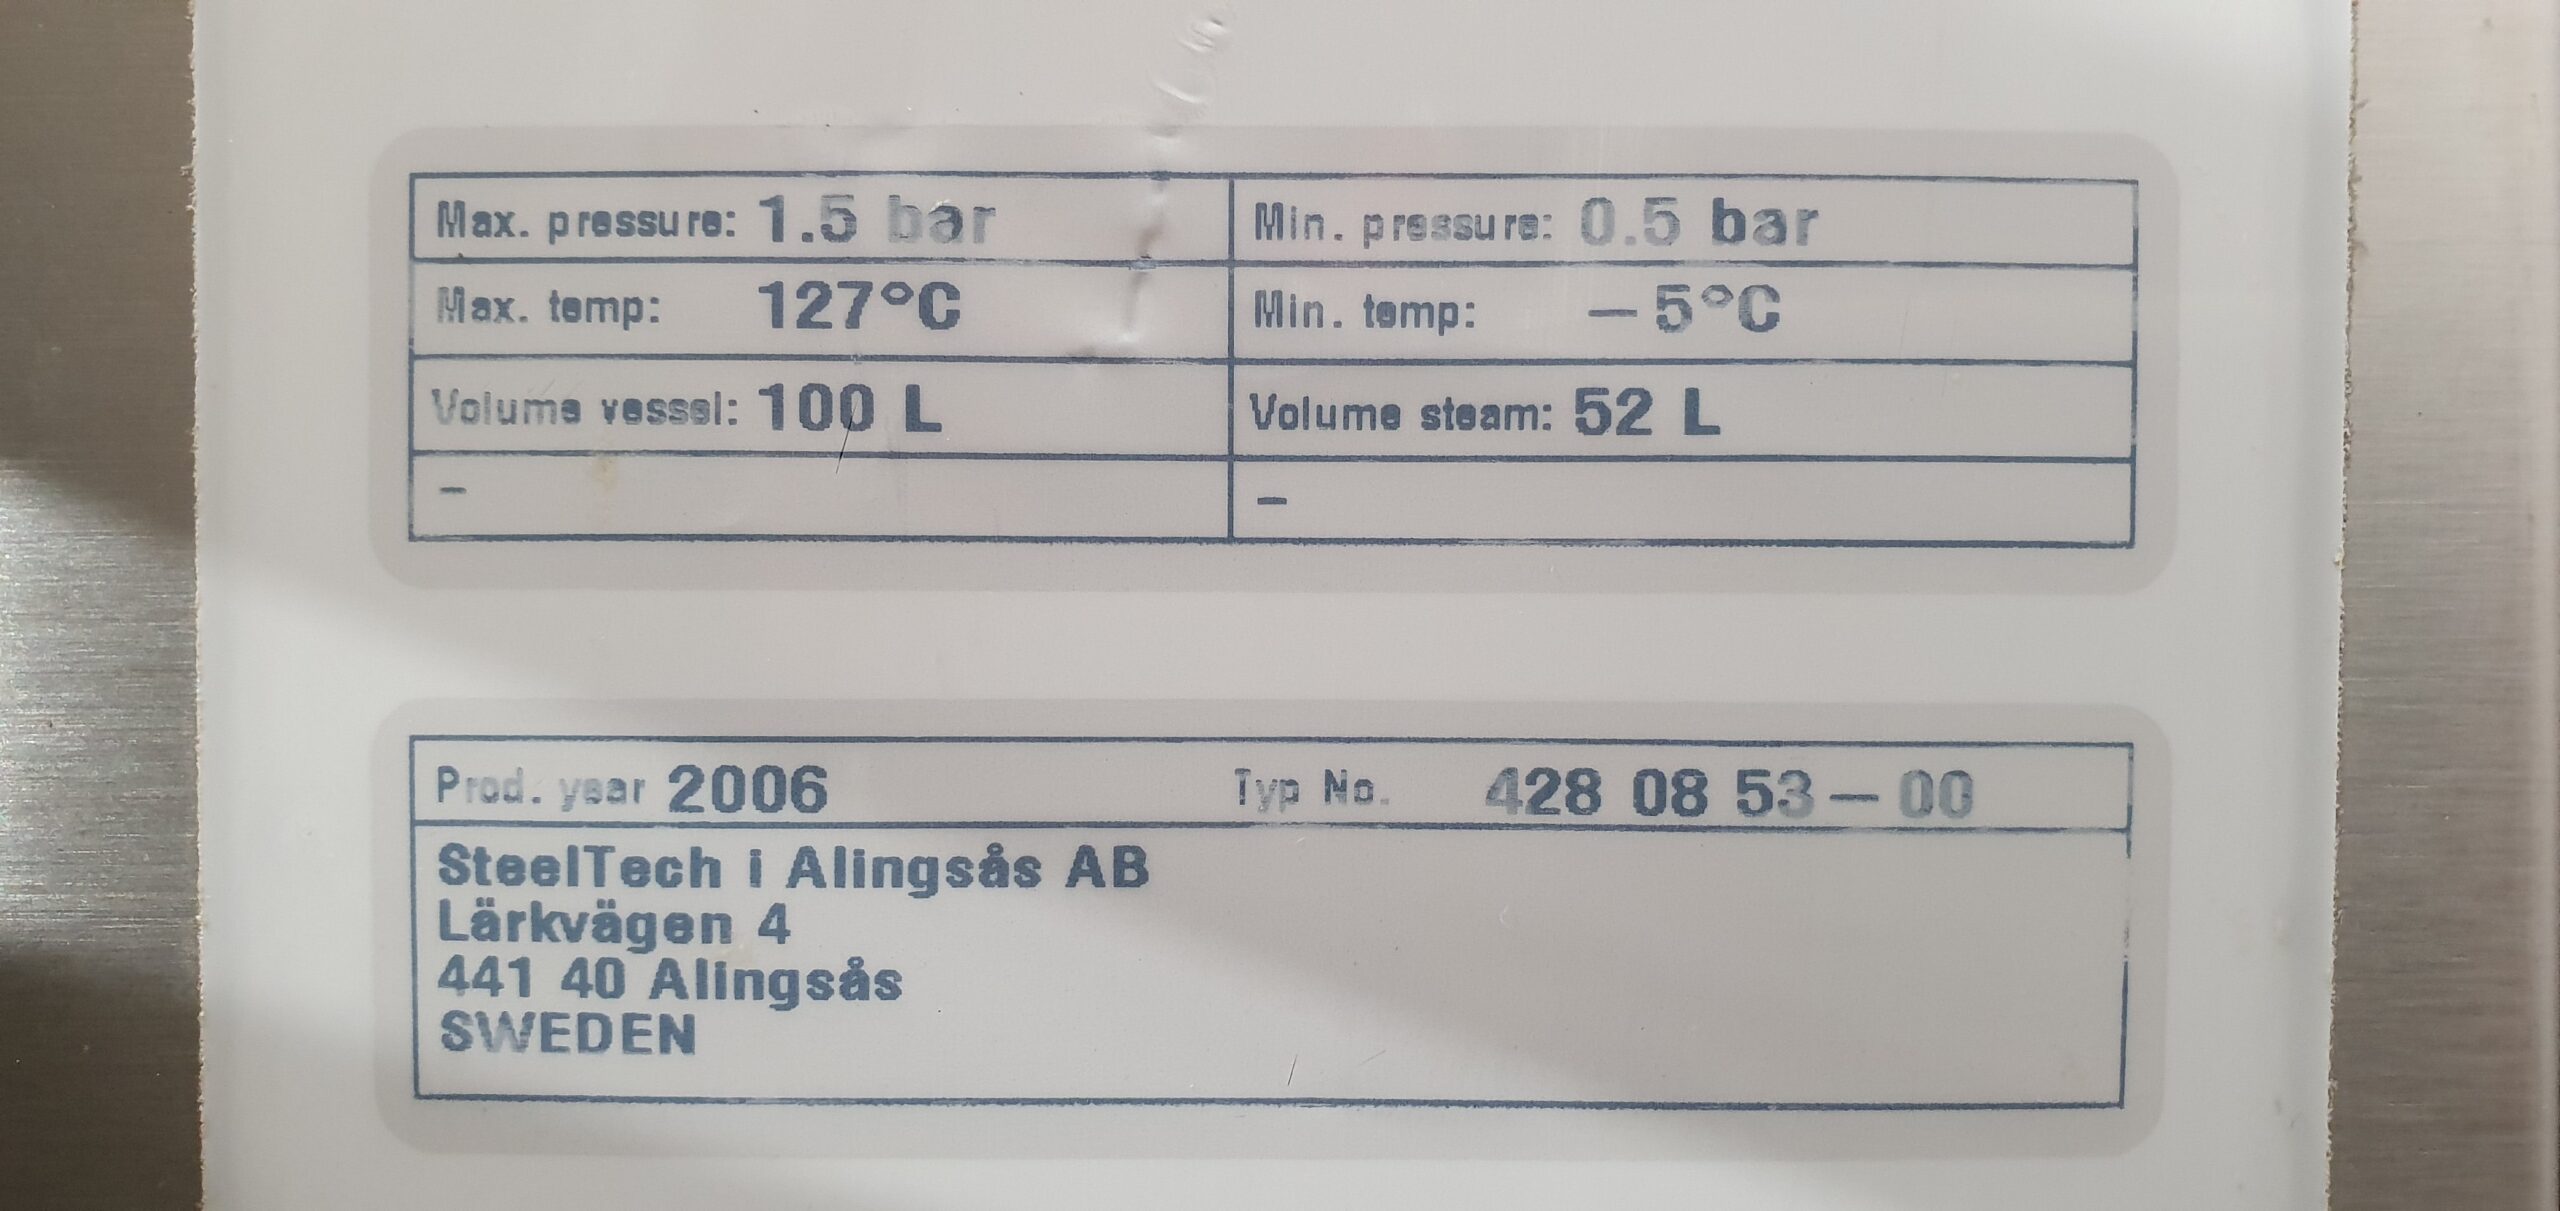 Max. pressure: 1.5 bar Min. pressure: 0.5 bar
Max. temp: 127°C Min. temp: –5°C
Volume vessel: 100 L Volume steam: 52 L
– –
Prod. year 2006 Typ No. 428 08 53–00
SteelTech i Alingsås AB
Lärkvägen 4
441 40 Alingsås
SWEDEN